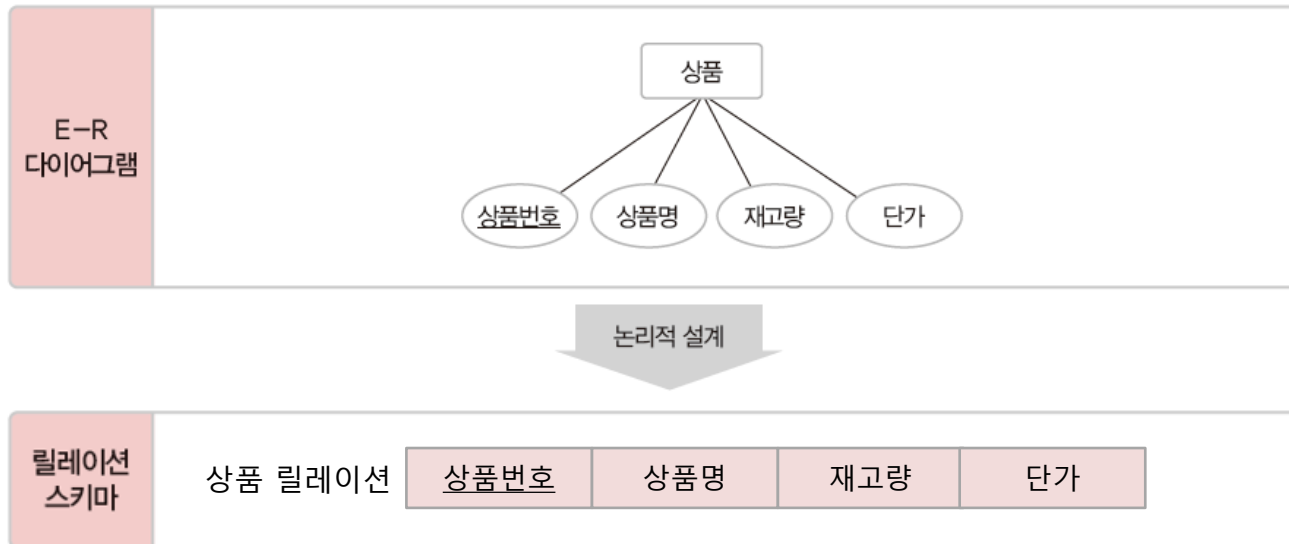 E-R
다이어그램
상품
상품번호 상품명 재고량 단가
논리적 설계
릴레이션
스키마
상품 릴레이션 상품번호 상품명 재고량 단가